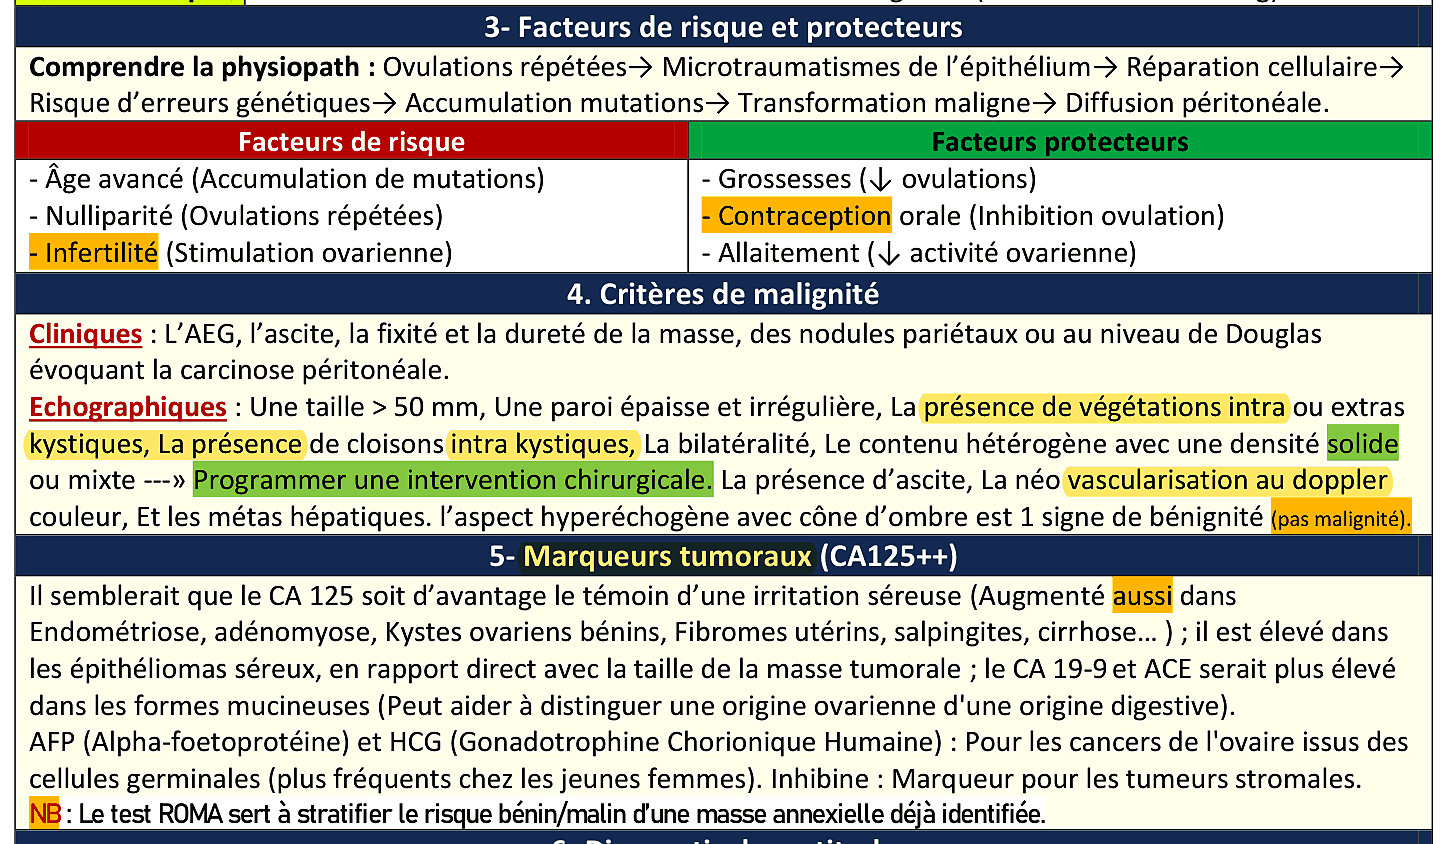 3- Facteurs de risque et protecteurs
Comprendre la physiopath : Ovulations répétées→ Microtraumatismes de l’épithélium→ Réparation cellulaire→
Risque d’erreurs génétiques→ Accumulation mutations→ Transformation maligne→ Diffusion péritonéale.
Facteurs de risque
- Âge avancé (Accumulation de mutations)
- Nulliparité (Ovulations répétées)
- Infertilité (Stimulation ovarienne)
Facteurs protecteurs
- Grossesses (↓ ovulations)
- Contraception orale (Inhibition ovulation)
- Allaitement (↓ activité ovarienne)
4. Critères de malignité
Cliniques : L’AEG, l’ascite, la fixité et la dureté de la masse, des nodules pariétaux ou au niveau de Douglas
évoquant la carcinose péritonéale.
Echographiques : Une taille > 50 mm, Une paroi épaisse et irrégulière, La présence de végétations intra ou extras
kystiques, La présence de cloisons intra kystiques, La bilatéralité, Le contenu hétérogène avec une densité solide
ou mixte ---» Programmer une intervention chirurgicale. La présence d’ascite, La néo vascularisation au doppler
couleur, Et les métas hépatiques. l’aspect hyperéchogène avec cône d’ombre est 1 signe de bénignité (pas malignité).
5- Marqueurs tumoraux (CA125++)
Il semblerait que le CA 125 soit d’avantage le témoin d’une irritation séreuse (Augmenté aussi dans
Endométriose, adénomyose, Kystes ovariens bénins, Fibromes utérins, salpingites, cirrhose... ) ; il est élevé dans
les épithéliomas séreux, en rapport direct avec la taille de la masse tumorale ; le CA 19-9 et ACE serait plus élevé
dans les formes mucineuses (Peut aider à distinguer une origine ovarienne d'une origine digestive).
AFP (Alpha-foetoprotéine) et HCG (Gonadotrophine Chorionique Humaine) : Pour les cancers de l'ovaire issus des
cellules germinales (plus fréquents chez les jeunes femmes). Inhibine : Marqueur pour les tumeurs stromales.
NB : Le test ROMA sert à stratifier le risque bénin/malin d’une masse annexielle déjà identifiée.